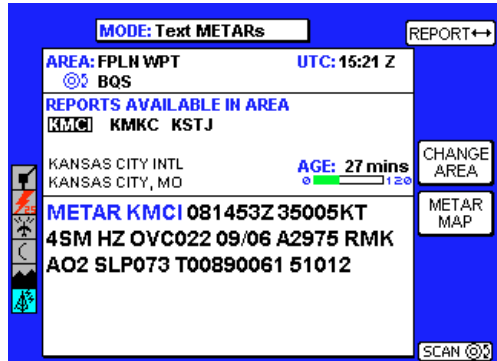 MODE: Text METARs
REPORT↔
AREA: FPLN WPT UTC: 15:21 Z
BQS
REPORTS AVAILABLE IN AREA
KMCI KMKC KSTJ
KANSAS CITY INTL AGE: 27 mins
KANSAS CITY, MO 0 120
CHANGE
AREA
METAR
MAP
25
METAR KMCI 081453Z 35005KT
4SM HZ OVC022 09/06 A2975 RMK
AO2 SLP073 T00890061 51012
SCAN